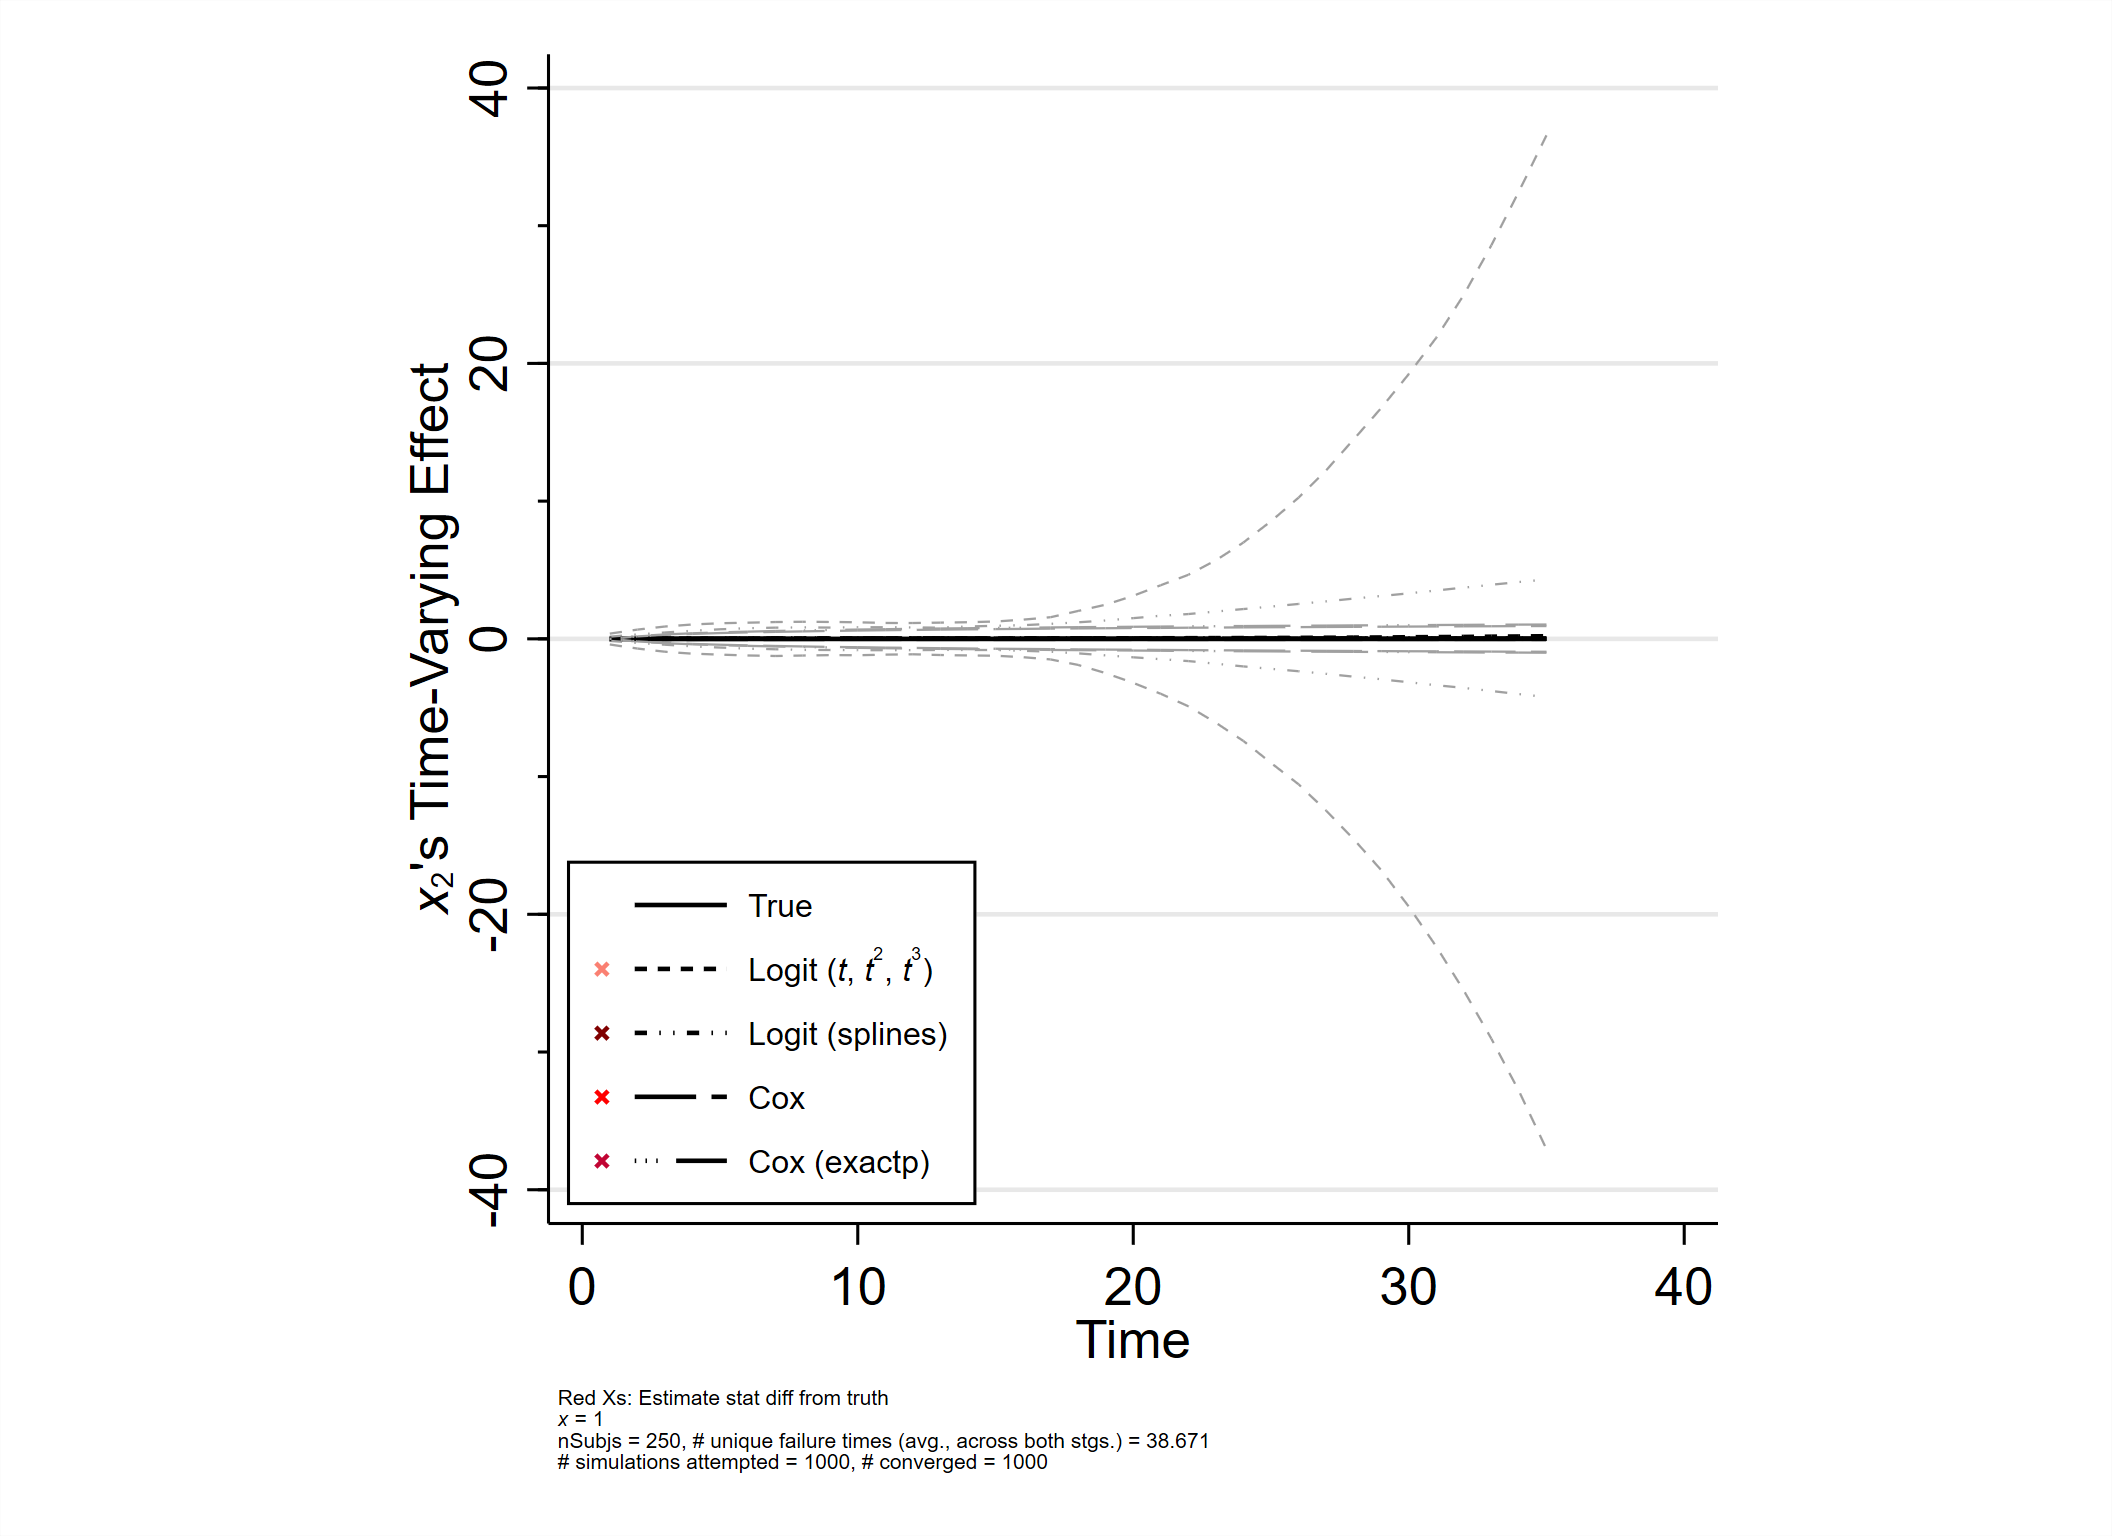 40
20
0
-20
-40
x₂'s Time-Varying Effect
True
Logit (t, t², t³)
Logit (splines)
Cox
Cox (exactp)
0 10 20 30 40
Time
Red Xs: Estimate stat diff from truth
x = 1
nSubjs = 250, # unique failure times (avg., across both stgs.) = 38.671
# simulations attempted = 1000, # converged = 1000